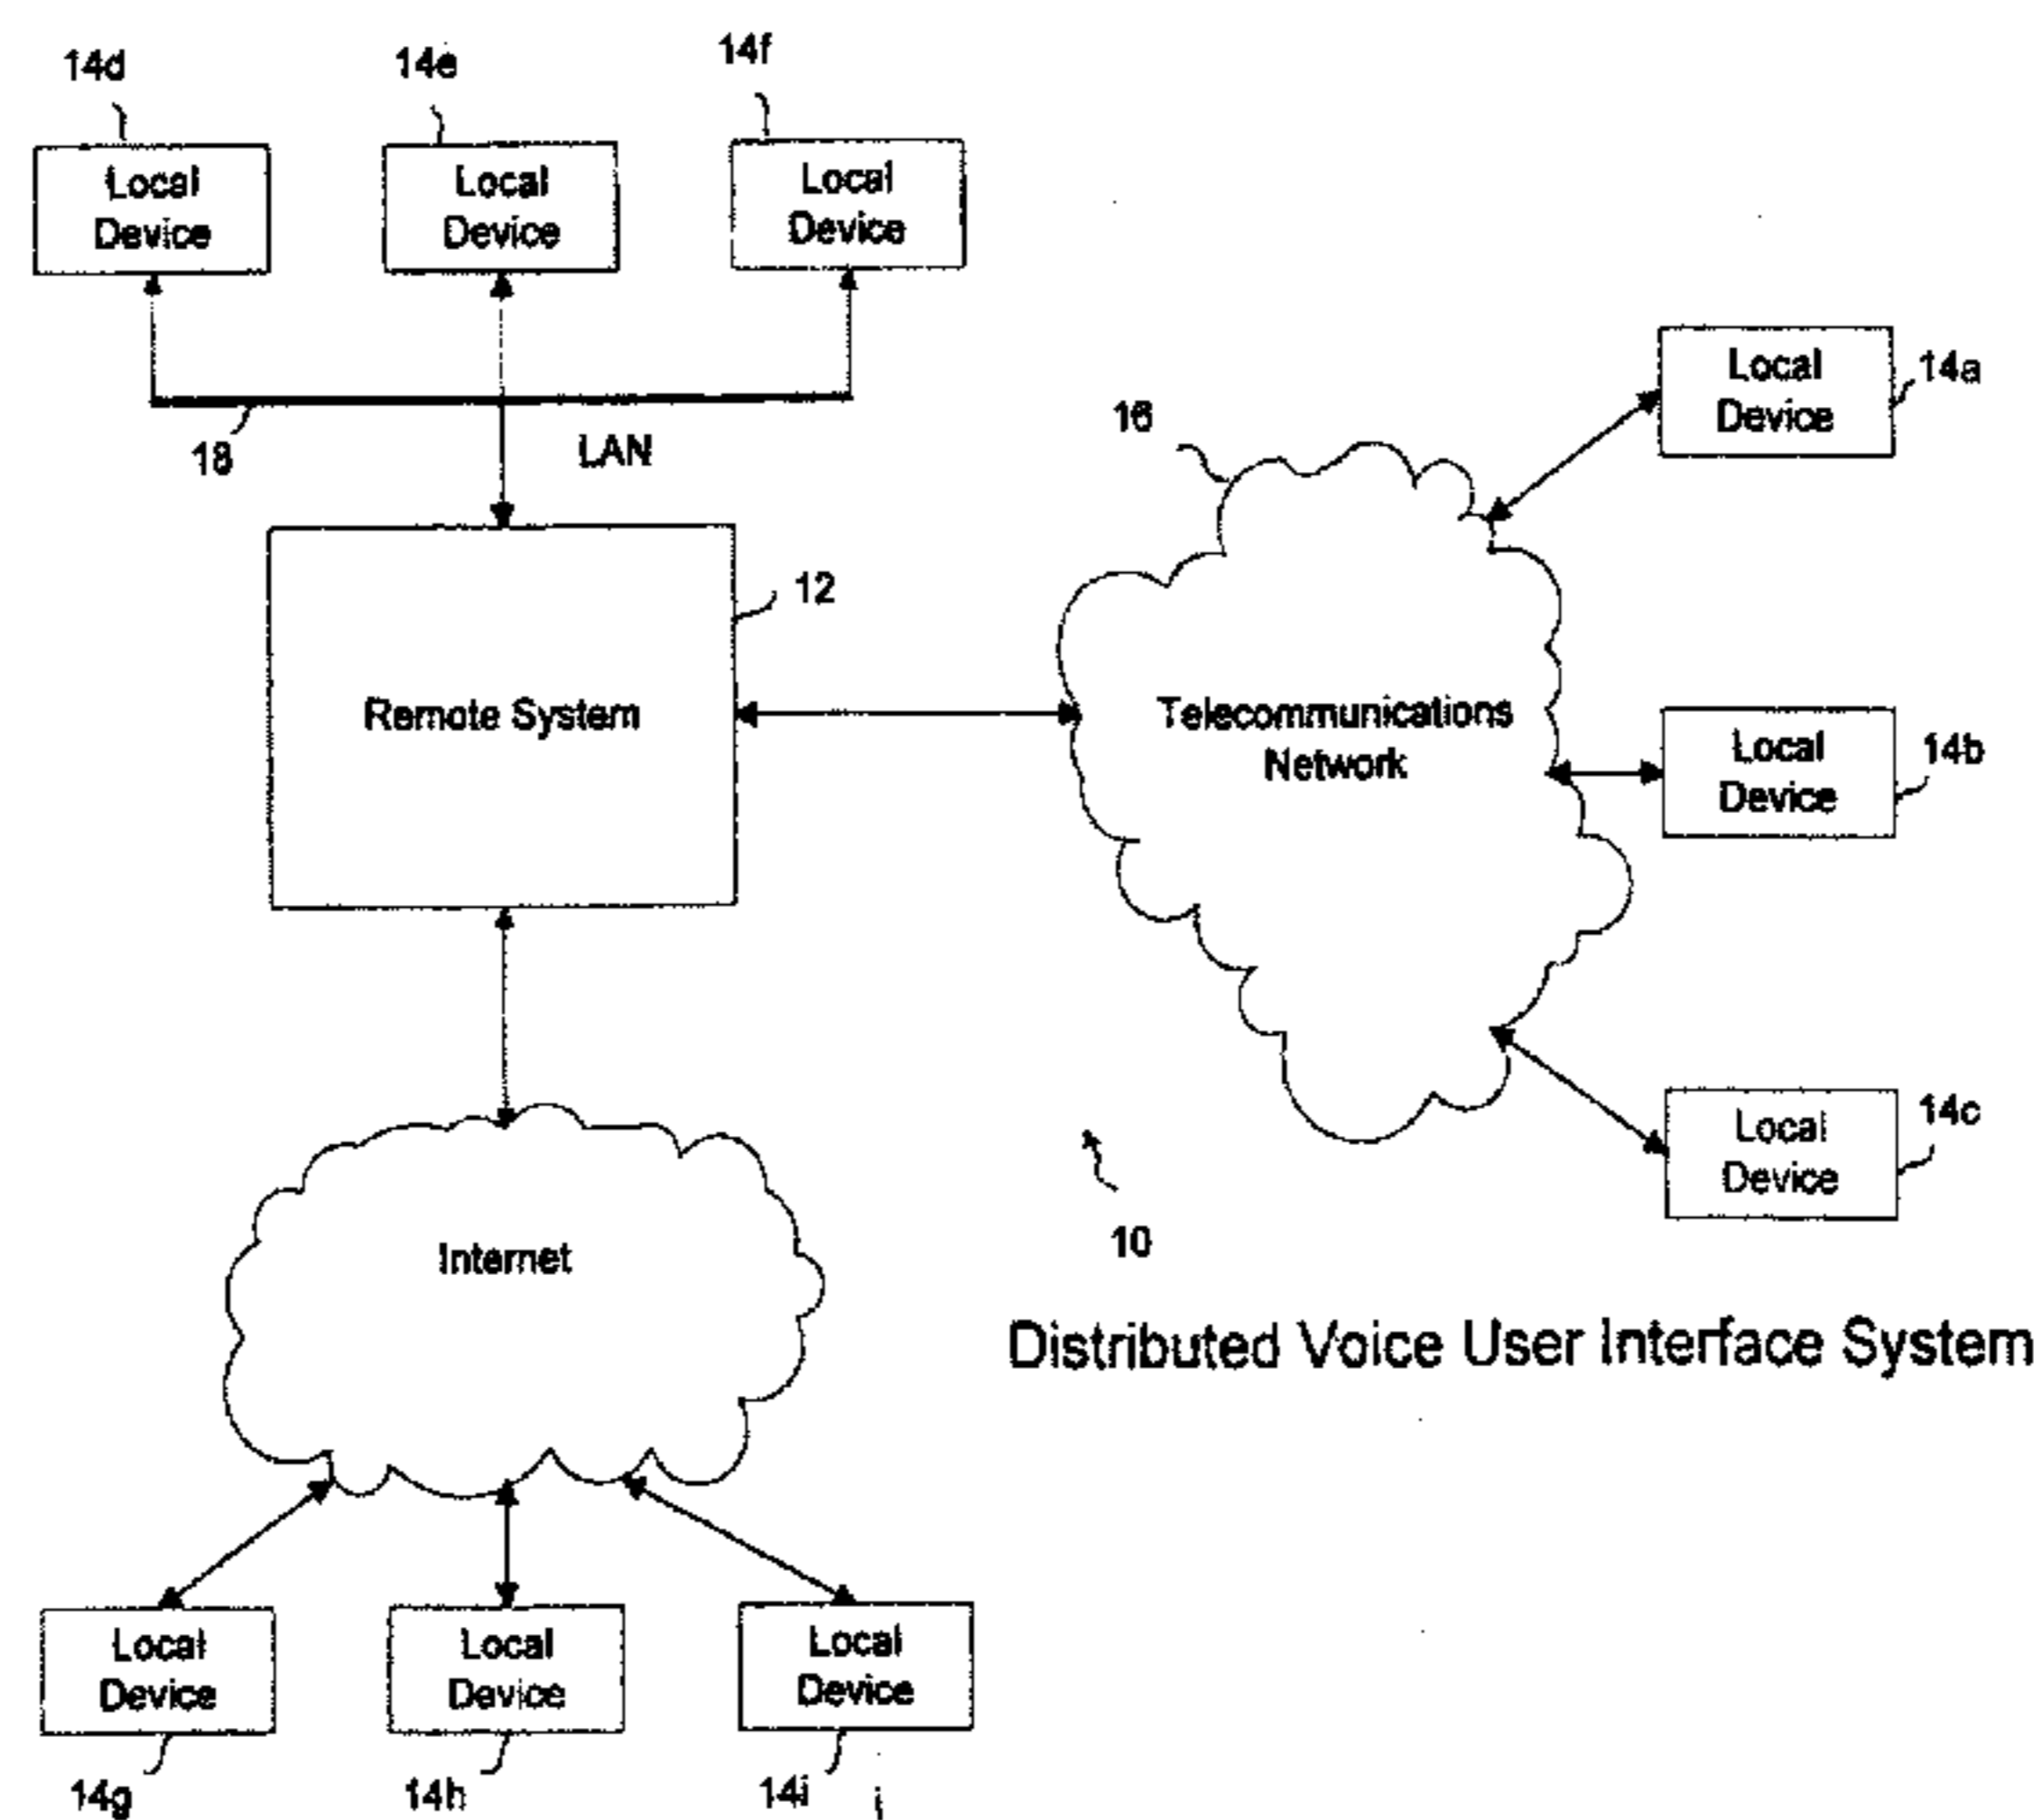 14d
14e
14f
Local
Device
Local
Device
Local
Device
18
LAN
12
Remote System
16
Telecommunications
Network
Local
Device
14a
Local
Device
14b
Local
Device
14c
10
Distributed Voice User Interface System
Internet
Local
Device
Local
Device
Local
Device
14g
14h
14i